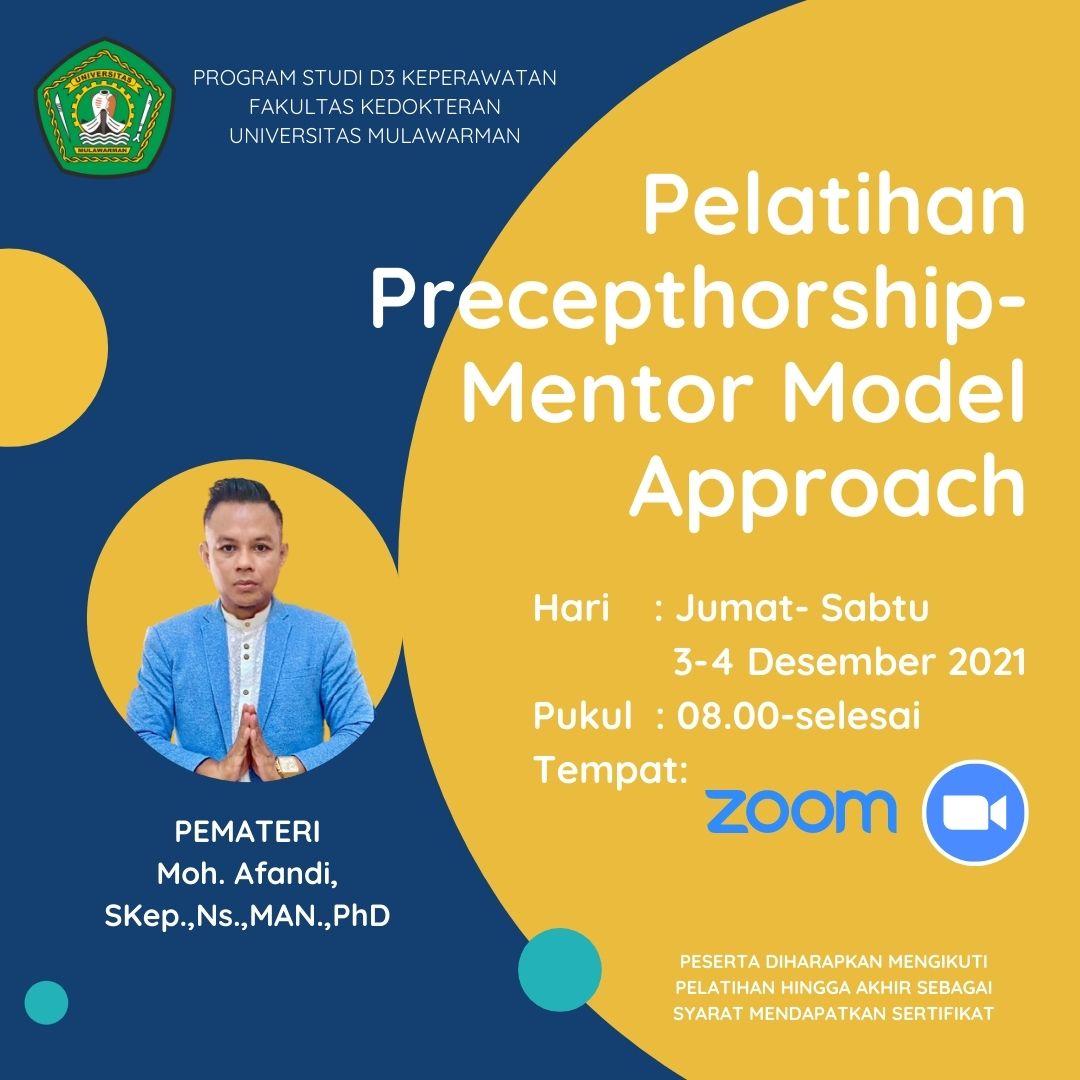 UNIVERSITAS
MULAWARMAN
PROGRAM STUDI D3 KEPERAWATAN
FAKULTAS KEDOKTERAN
UNIVERSITAS MULAWARMAN
Pelatihan
Precepthorship-
Mentor Model
Approach
Hari : Jumat- Sabtu
3-4 Desember 2021
Pukul : 08.00-selesai
Tempat:
zoom
PEMATERI
Moh. Afandi,
SKep.,Ns.,MAN.,PhD
PESERTA DIHARAPKAN MENGIKUTI
PELATIHAN HINGGA AKHIR SEBAGAI
SYARAT MENDAPATKAN SERTIFIKAT